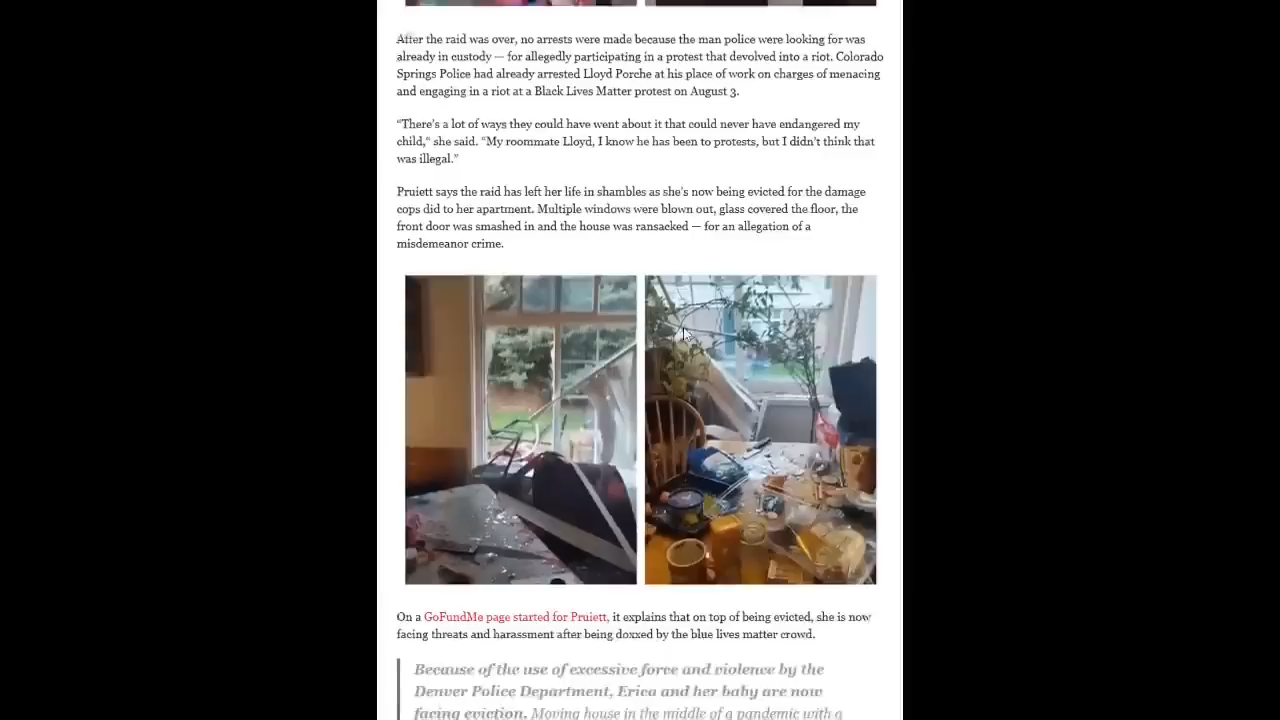 After the raid was over, no arrests were made because the man police were looking for was
already in custody — for allegedly participating in a protest that devolved into a riot. Colorado
Springs Police had already arrested Lloyd Porche at his place of work on charges of menacing
and engaging in a riot at a Black Lives Matter protest on August 3.
“There’s a lot of ways they could have went about it that could never have endangered my
child,“ she said. “My roommate Lloyd, I know he has been to protests, but I didn’t think that
was illegal.”
Pruiett says the raid has left her life in shambles as she’s now being evicted for the damage
cops did to her apartment. Multiple windows were blown out, glass covered the floor, the
front door was smashed in and the house was ransacked — for an allegation of a
misdemeanor crime.
On a GoFundMe page started for Pruiett, it explains that on top of being evicted, she is now
facing threats and harassment after being doxxed by the blue lives matter crowd.
Because of the use of excessive force and violence by the
Denver Police Department, Erica and her baby are now
facing eviction. Moving house in the middle of a pandemic with a